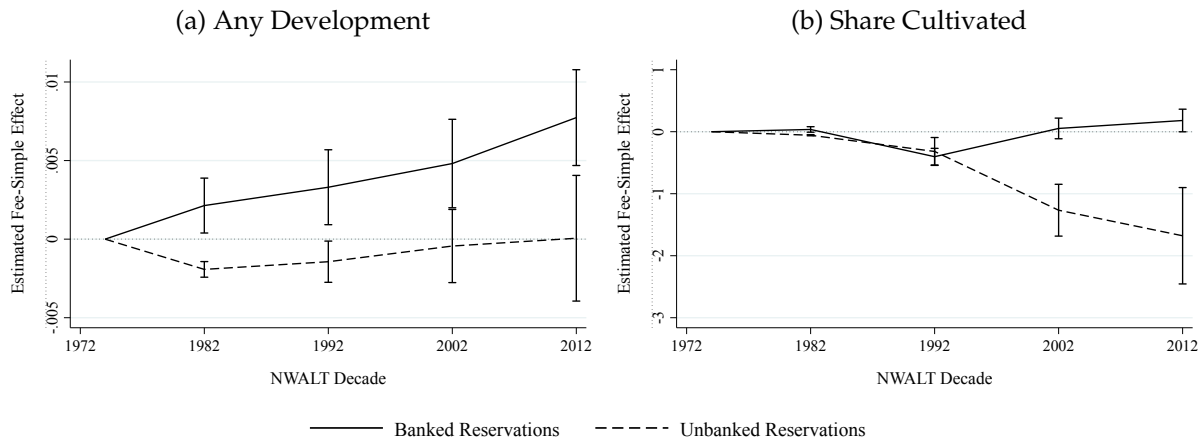 (a) Any Development
(b) Share Cultivated
Estimated Fee-Simple Effect
.01
.005
0
-.005
1972 1982 1992 2002 2012
NWALT Decade
Estimated Fee-Simple Effect
1
0
-1
-2
-3
1972 1982 1992 2002 2012
NWALT Decade
Banked Reservations
Unbanked Reservations